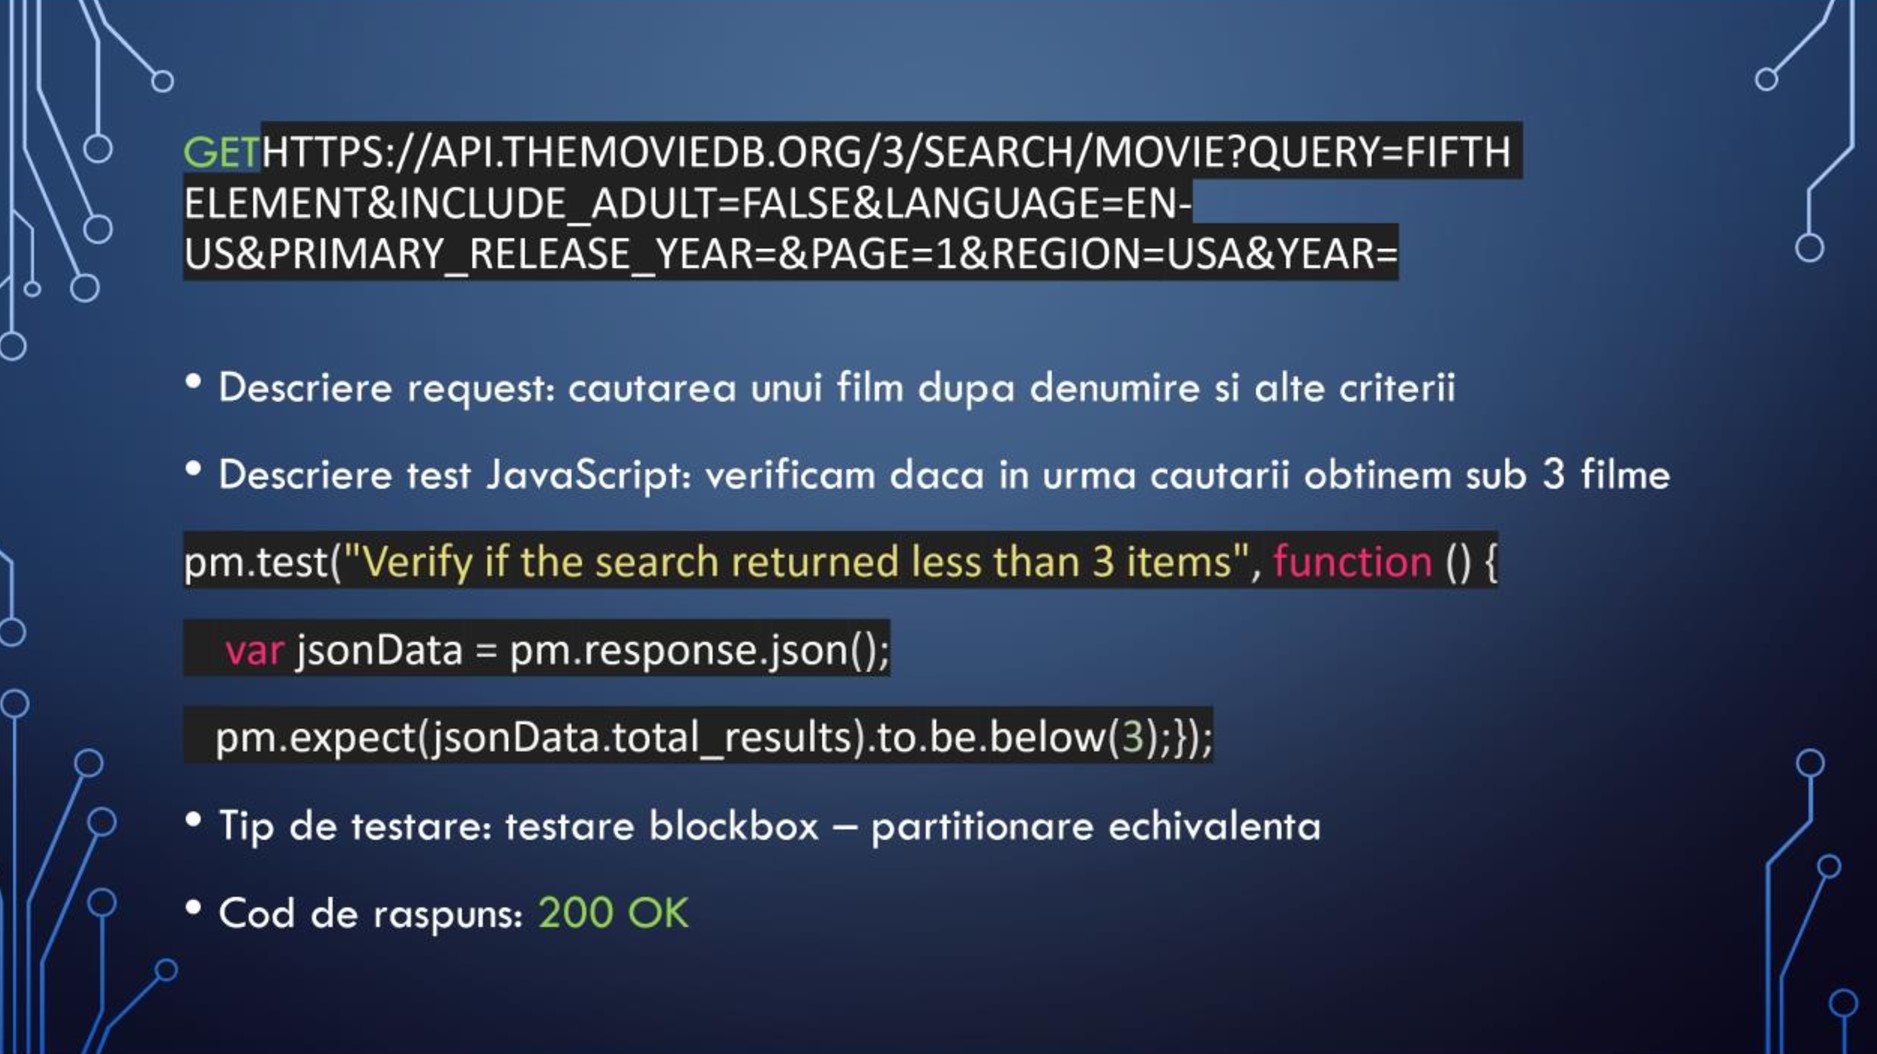 GETHTTPS://API.THEMOVIEDB.ORG/3/SEARCH/MOVIE?QUERY=FIFTH
ELEMENT&INCLUDE_ADULT=FALSE&LANGUAGE=EN-
US&PRIMARY_RELEASE_YEAR=&PAGE=1&REGION=USA&YEAR=
• Descriere request: cautarea unui film dupa denumire si alte criterii
• Descriere test JavaScript: verificam daca in urma cautarii obtinem sub 3 filme
pm.test("Verify if the search returned less than 3 items", function () {
var jsonData = pm.response.json();
pm.expect(jsonData.total_results).to.be.below(3);});
• Tip de testare: testare blockbox – partitionare echivalenta
• Cod de raspuns: 200 OK